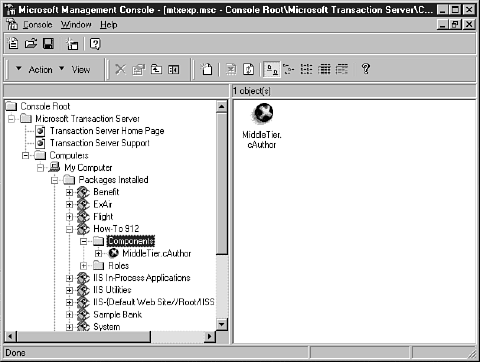 Microsoft Management Console - [mtxexp.msc - Console Root\Microsoft Transaction Server\C...
Console Window Help
Action View
1 object(s)
Console Root
Microsoft Transaction Server
Transaction Server Home Page
Transaction Server Support
Computers
My Computer
Packages Installed
Benefit
ExAir
Flight
How-To 912
Components
MiddleTier.cAuthor
Roles
IIS In-Process Applications
IIS Utilities
IIS-{Default Web Site//Root/IISS
Sample Bank
System
MiddleTier.
cAuthor
Done